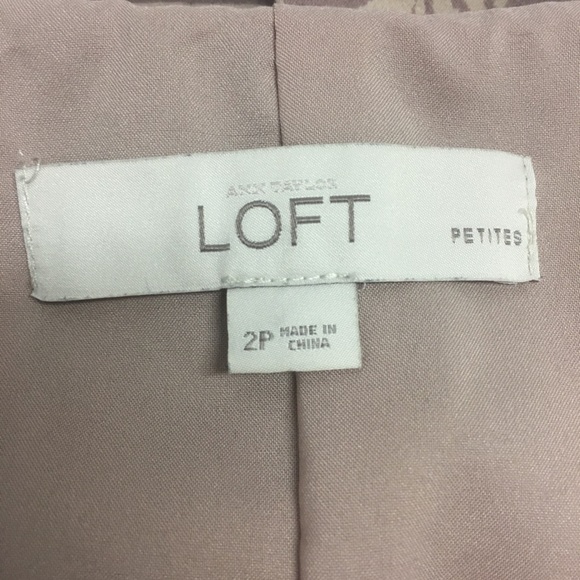 ANN TAYLOR
LOFT
PETITES
2P MADE IN
CHINA